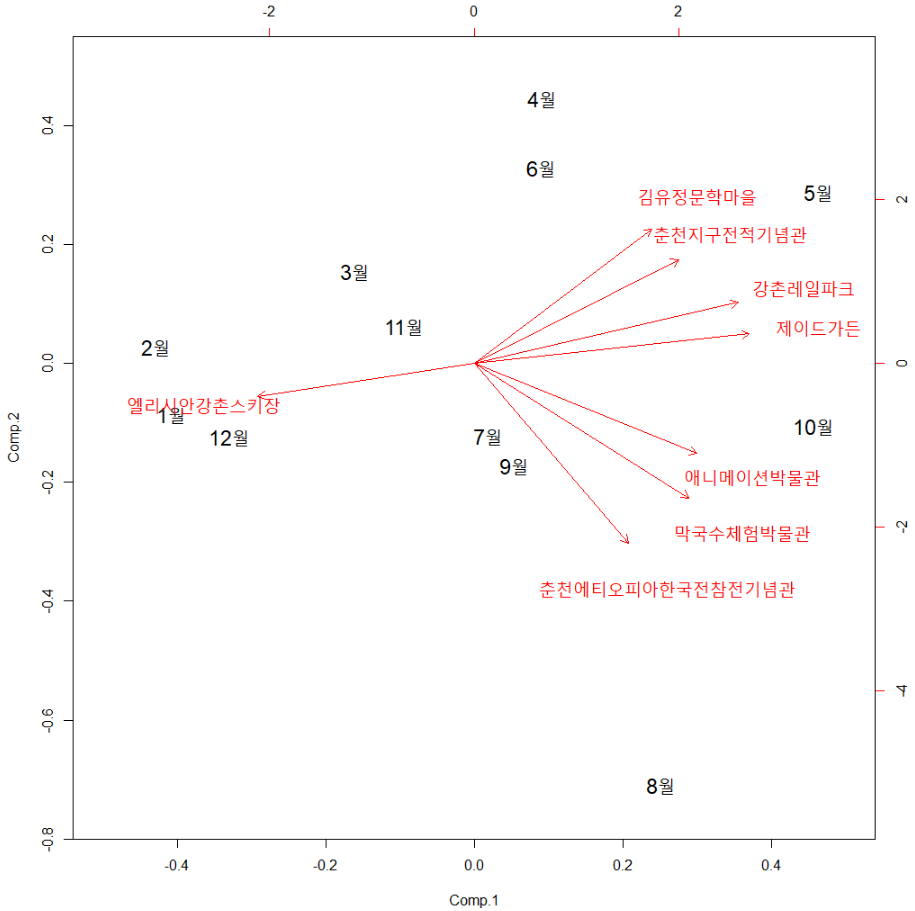 -2 0 2
4월
6월
5월
김유정문학마을
춘천지구전적기념관
3월
강촌레일파크
11월
제이드가든
2월
엘리시안강촌스키장
1월
12월
7월
10월
9월
애니메이션박물관
막국수체험박물관
춘천에티오피아한국전참전기념관
8월
0.4
0.2
0.0
-0.2
-0.4
-0.6
-0.8
Comp.2
2
0
-2
-4
-0.4 -0.2 0.0 0.2 0.4
Comp.1